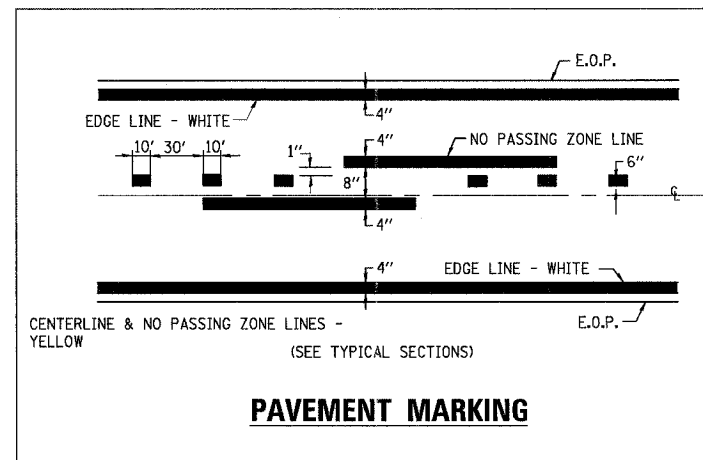 E.O.P.
EDGE LINE - WHITE
4"
4"
NO PASSING ZONE LINE
10' 30' 10'
1"
8"
6"
℄
4"
4"
EDGE LINE - WHITE
E.O.P.
CENTERLINE & NO PASSING ZONE LINES -
YELLOW
(SEE TYPICAL SECTIONS)
PAVEMENT MARKING